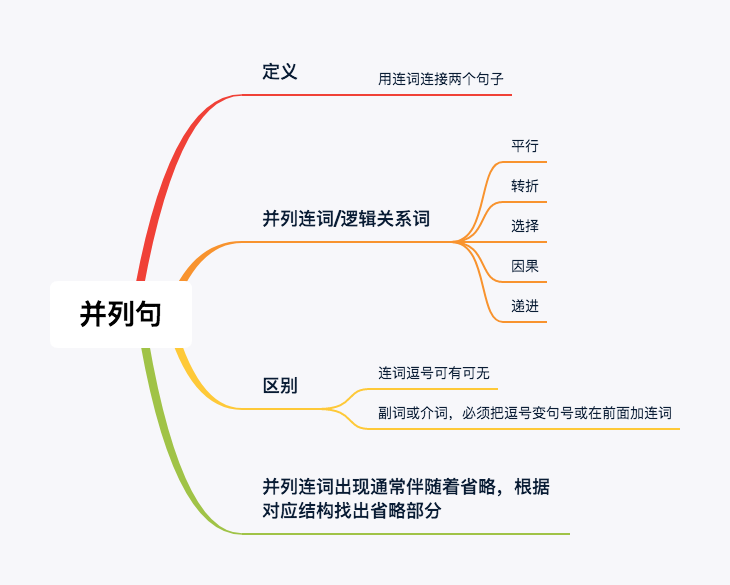 并列句
定义
用连词连接两个句子
并列连词/逻辑关系词
平行
转折
选择
因果
递进
区别
连词逗号可有可无
副词或介词，必须把逗号变句号或在前面加连词
并列连词出现通常伴随着省略，根据
对应结构找出省略部分